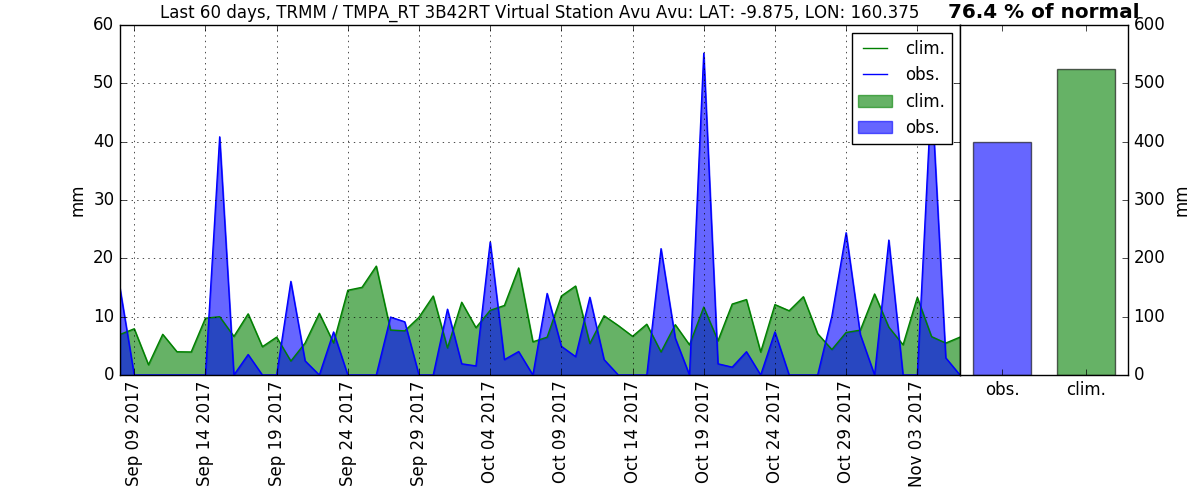 Last 60 days, TRMM / TMPA_RT 3B42RT Virtual Station Avu Avu: LAT: -9.875, LON: 160.375
76.4 % of normal
60
50
40
30
20
10
0
mm
clim.
obs.
clim.
obs.
600
500
400
300
200
100
0
mm
Sep 09 2017
Sep 14 2017
Sep 19 2017
Sep 24 2017
Sep 29 2017
Oct 04 2017
Oct 09 2017
Oct 14 2017
Oct 19 2017
Oct 24 2017
Oct 29 2017
Nov 03 2017
obs.
clim.